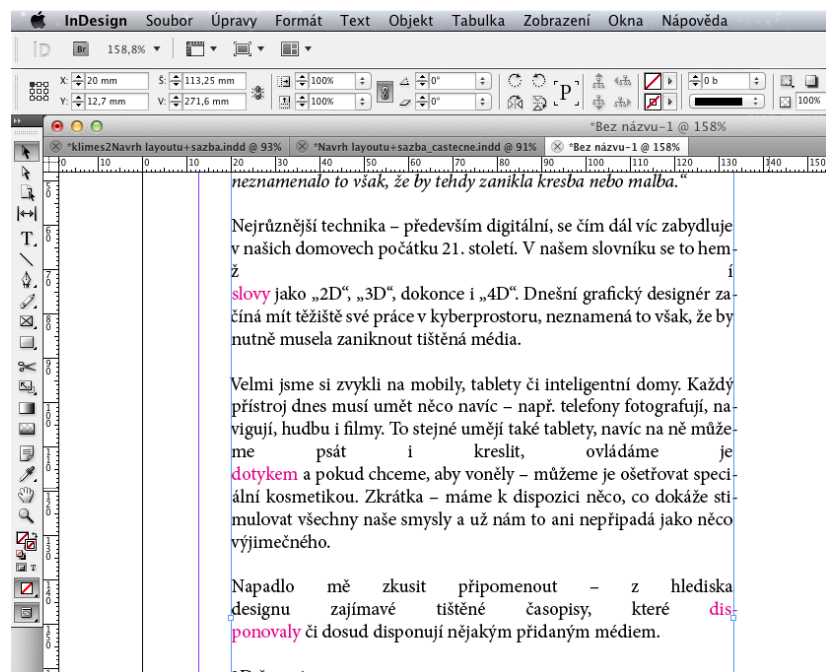 InDesign Soubor Úpravy Formát Text Objekt Tabulka Zobrazení Okna Nápověda
iD Br 158,8%
X: 20 mm Š: 113,25 mm 100% 0° P 0 b
Y: 12,7 mm V: 271,6 mm 100% 0° 100%
*Bez názvu-1 @ 158%
*klimes2Navrh layoutu+sazba.indd @ 93% *Navrh layoutu+sazba_castecne.indd @ 91% *Bez názvu-1 @ 158%
10 0 10 20 30 40 50 60 70 80 90 100 110 120 130 140 150
neznamenalo to však, že by tehdy zanikla kresba nebo malba.“
Nejrůznější technika – především digitální, se čím dál víc zabydluje
v našich domovech počátku 21. století. V našem slovníku se to hem-
ž í
slovy jako „2D“, „3D“, dokonce i „4D“. Dnešní grafický designér za-
číná mít těžiště své práce v kyberprostoru, neznamená to však, že by
nutně musela zaniknout tištěná média.
Velmi jsme si zvykli na mobily, tablety či inteligentní domy. Každý
přístroj dnes musí umět něco navíc – např. telefony fotografují, na-
vigují, hudbu i filmy. To stejné umějí také tablety, navíc na ně může-
me psát i kreslit, ovládáme je
dotykem a pokud chceme, aby voněly – můžeme je ošetřovat speci-
ální kosmetikou. Zkrátka – máme k dispozici něco, co dokáže sti-
mulovat všechny naše smysly a už nám to ani nepřipadá jako něco
výjimečného.
Napadlo mě zkusit připomenout – z hlediska
designu zajímavé tištěné časopisy, které dis-
ponovaly či dosud disponují nějakým přidaným médiem.